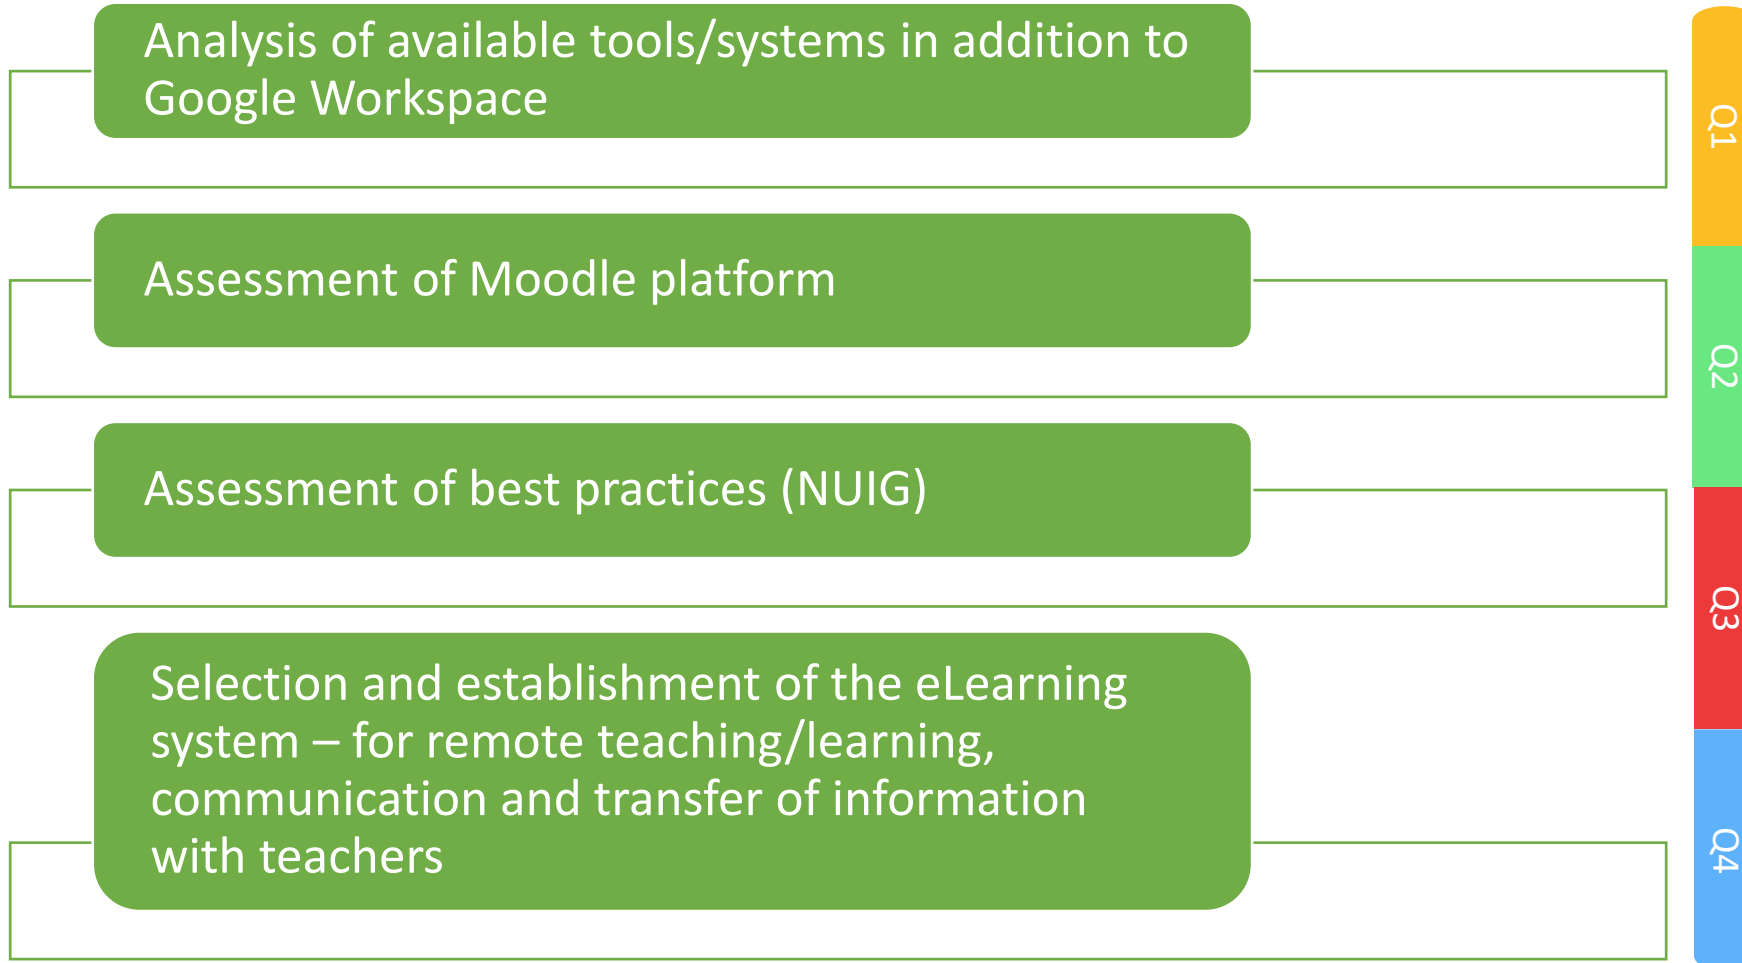 Analysis of available tools/systems in addition to
Google Workspace
Q1
Assessment of Moodle platform
Q2
Assessment of best practices (NUIG)
Q3
Selection and establishment of the eLearning
system – for remote teaching/learning,
communication and transfer of information
with teachers
Q4